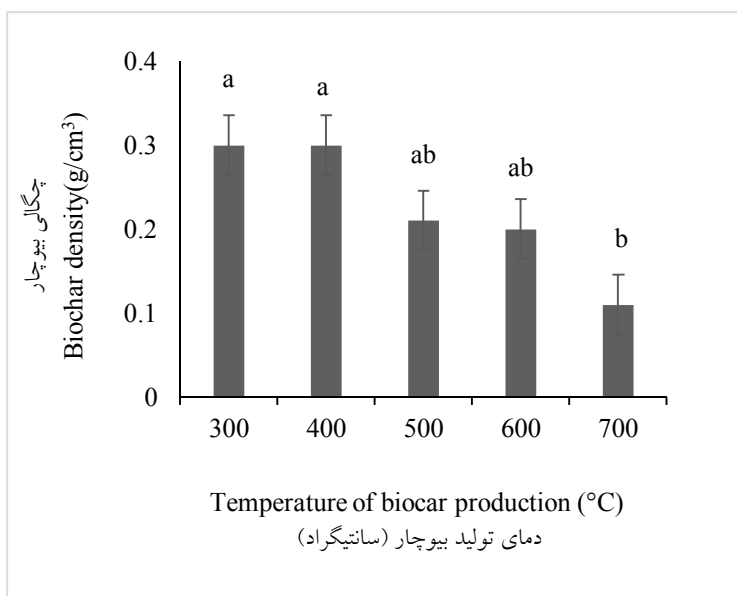 چگالی بیوچار
Biochar density(g/cm³)
0.4
0.3
0.2
0.1
0
a
a
ab
ab
b
300
400
500
600
700
Temperature of biocar production (°C)
دمای تولید بیوچار (سانتیگراد)